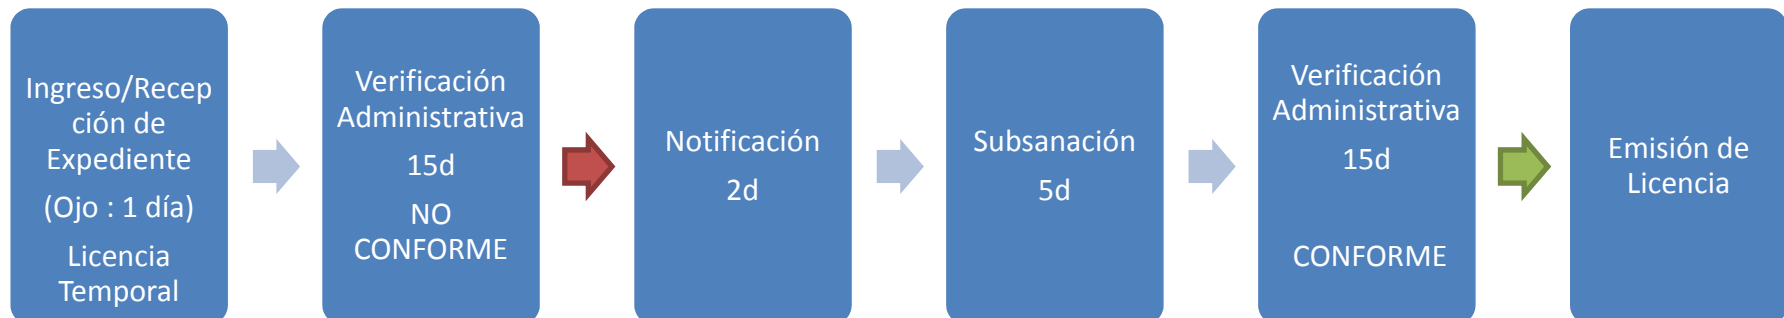 Ingreso/Recep
ción de
Expediente
(Ojo : 1 día)
Licencia
Temporal
Verificación
Administrativa
15d
NO
CONFORME
Notificación
2d
Subsanación
5d
Verificación
Administrativa
15d
CONFORME
Emisión de
Licencia